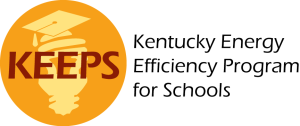 KEEPS
Kentucky Energy
Efficiency Program
for Schools